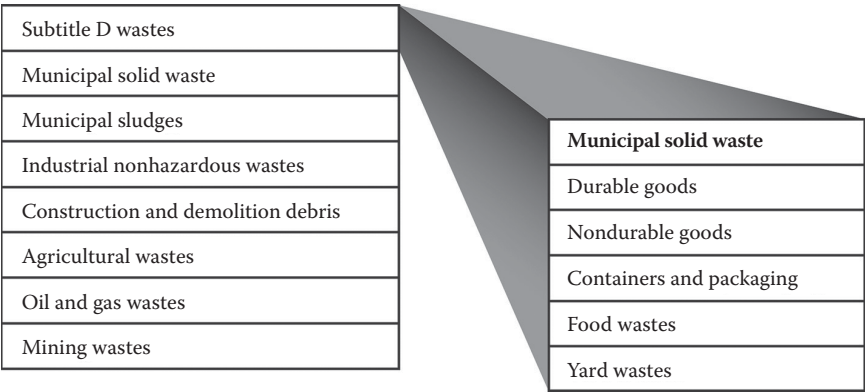 Subtitle D wastes
Municipal solid waste
Municipal sludges
Industrial nonhazardous wastes
Construction and demolition debris
Agricultural wastes
Oil and gas wastes
Mining wastes
Municipal solid waste
Durable goods
Nondurable goods
Containers and packaging
Food wastes
Yard wastes